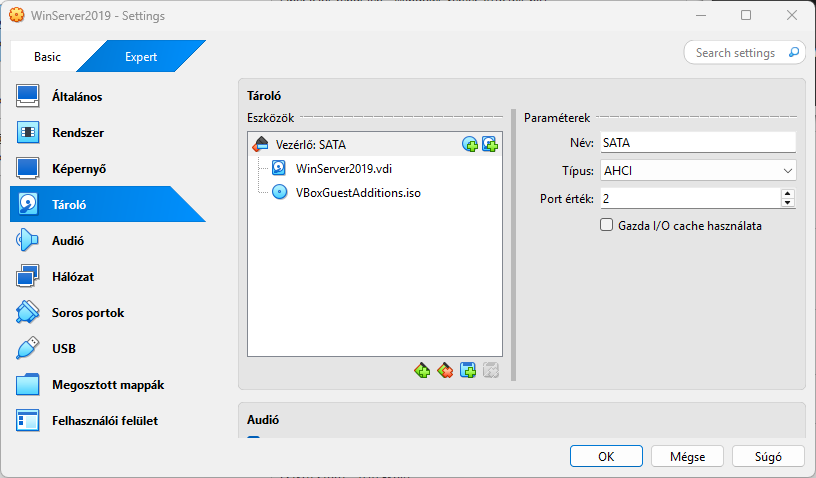 WinServer2019 - Settings
Basic
Expert
Search settings
Általános
Rendszer
Képernyő
Tároló
Audió
Hálózat
Soros portok
USB
Megosztott mappák
Felhasználói felület
Tároló
Eszközök
Vezérlő: SATA
WinServer2019.vdi
VBoxGuestAdditions.iso
Paraméterek
Név: SATA
Típus: AHCI
Port érték: 2
Gazda I/O cache használata
Audió
OK
Mégse
Súgó